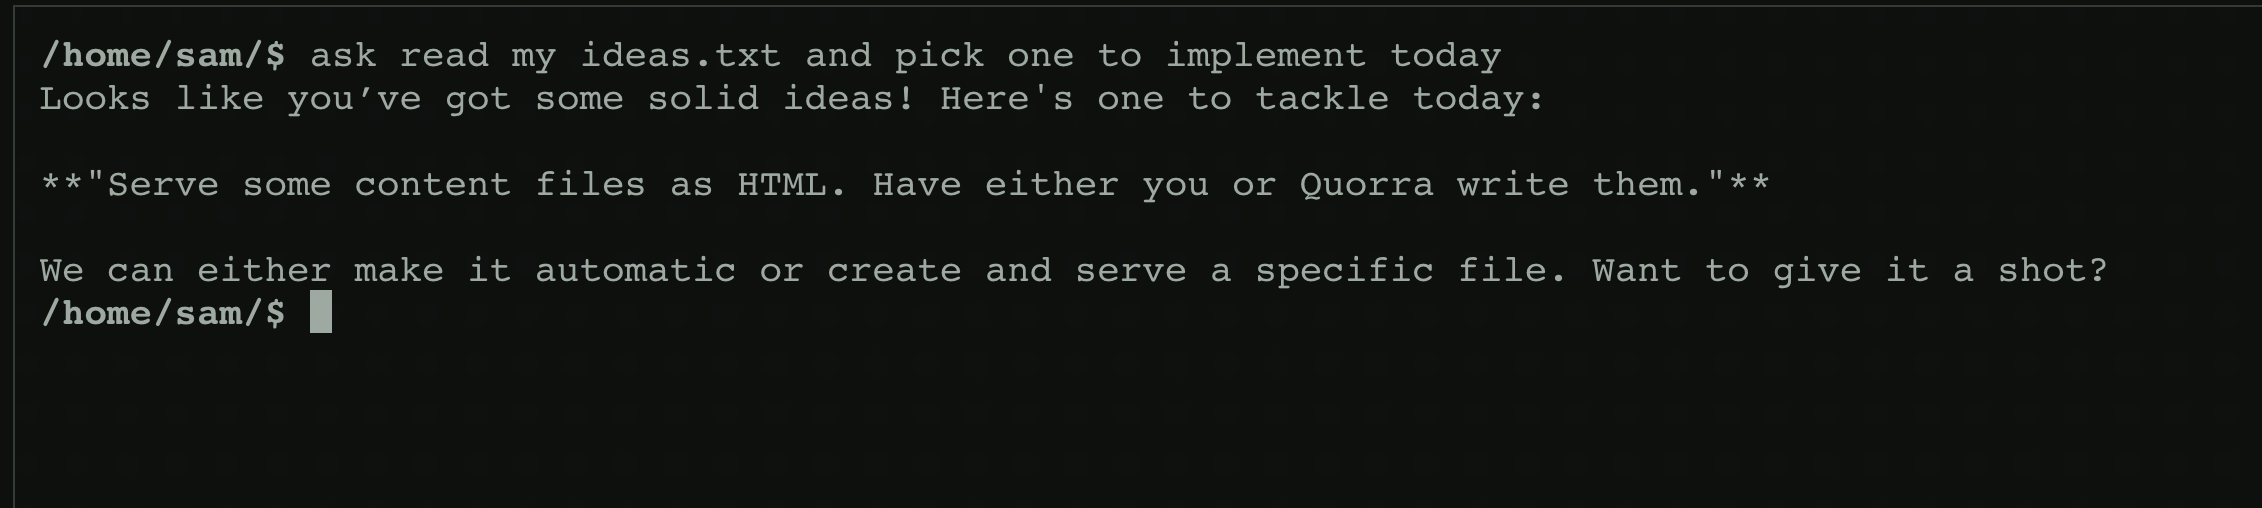 /home/sam/$ ask read my ideas.txt and pick one to implement today
Looks like you’ve got some solid ideas! Here's one to tackle today:
**"Serve some content files as HTML. Have either you or Quorra write them."**
We can either make it automatic or create and serve a specific file. Want to give it a shot?
/home/sam/$